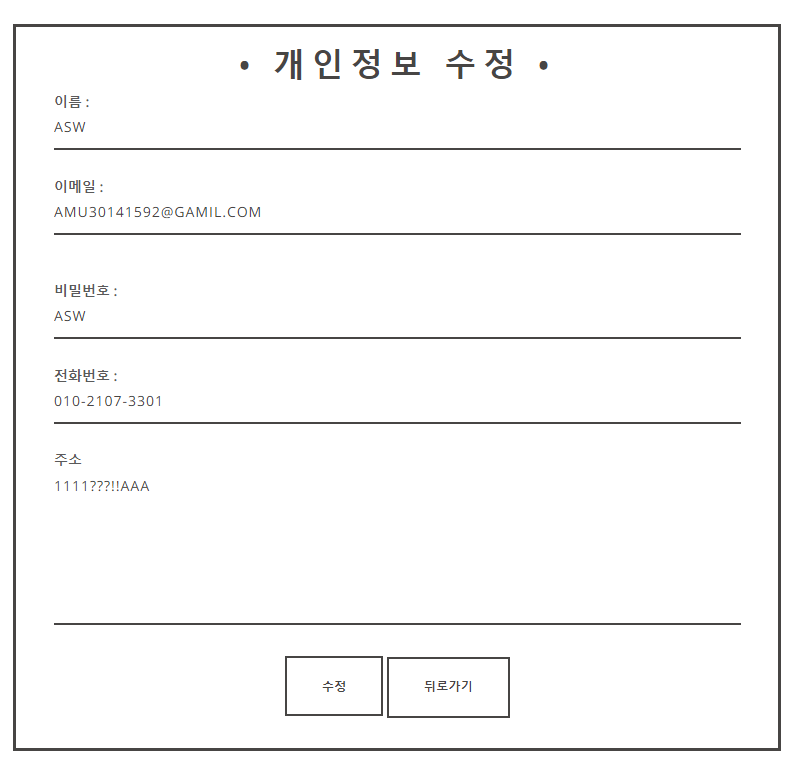 • 개인정보 수정 •
이름 :
ASW
이메일 :
AMU30141592@GAMIL.COM
비밀번호 :
ASW
전화번호 :
010-2107-3301
주소
1111???!!AAA
수정 뒤로가기